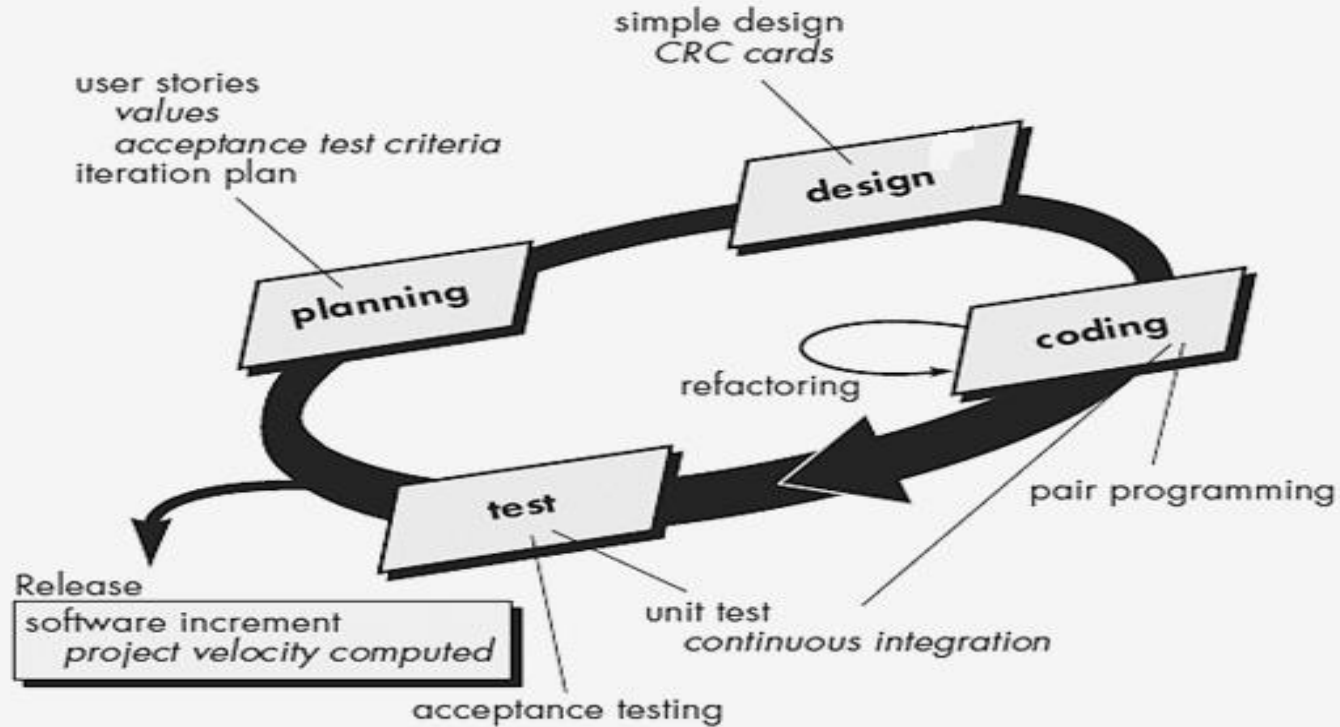 simple design
CRC cards
user stories
values
acceptance test criteria
iteration plan
design
planning
coding
refactoring
test
pair programming
Release
software increment
project velocity computed
unit test
continuous integration
acceptance testing